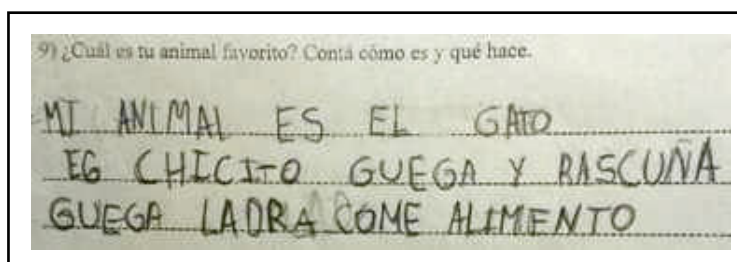 9) ¿Cuál es tu animal favorito? Contá cómo es y qué hace.
MI ANIMAL ES EL GATO
EG CHICITO GUEGA Y RASCUÑA
GUEGA LADRA COME ALIMENTO